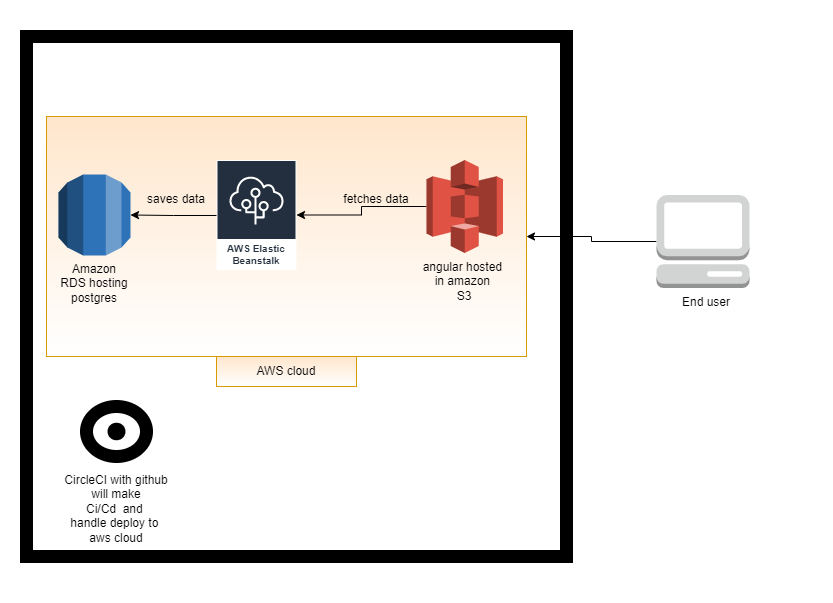 saves data
fetches data
AWS Elastic
Beanstalk
Amazon
RDS hosting
postgres
angular hosted
in amazon
S3
End user
AWS cloud
CircleCI with github
will make
Ci/Cd  and
handle deploy to
aws cloud